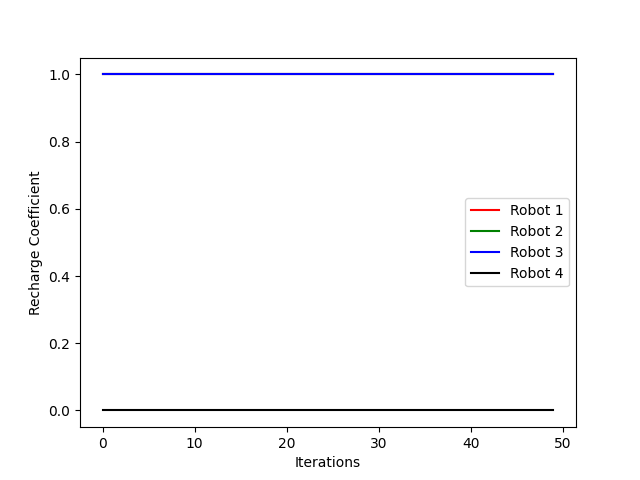 1.0
0.8
0.6
0.4
0.2
0.0
Recharge Coefficient
Robot 1
Robot 2
Robot 3
Robot 4
0 10 20 30 40 50
Iterations